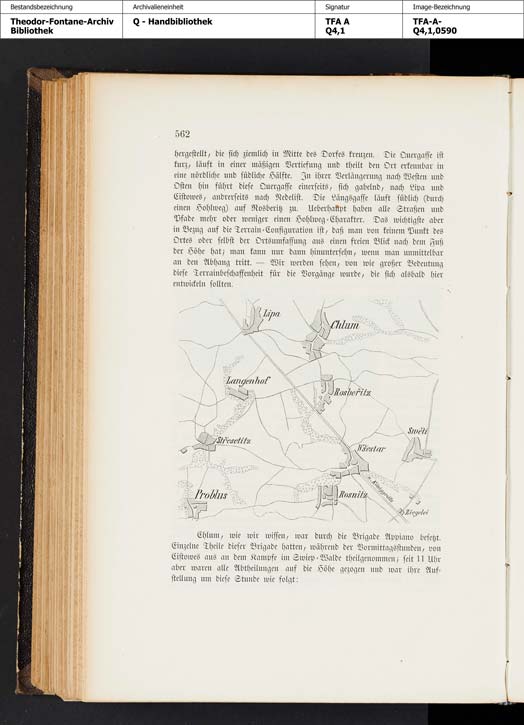 Bestandsbezeichnung
Theodor-Fontane-Archiv
Bibliothek
Archivalieneinheit
Q - Handbibliothek
Signatur
TFA A
Q4,1
Image-Bezeichnung
TFA-A-
Q4,1,0590
562
hergestellt, die sich ziemlich in Mitte des Dorfes kreuzen. Die Quergasse ist
kurz, läuft in einer mäßigen Vertiefung und theilt den Ort erkennbar in
eine nördliche und südliche Hälfte. In ihrer Verlängerung nach Westen und
Osten hin führt diese Quergasse einerseits, sich gabelnd, nach Lipa und
Cistowes, andrerseits nach Nedelist. Die Längsgasse läuft südlich (durch
einen Hohlweg) auf Rosberitz zu. Ueberhaupt haben alle Straßen und
Pfade mehr oder weniger einen Hohlweg-Charakter. Das wichtigste aber
in Bezug auf die Terrain-Configuration ist, daß man von keinem Punkt des
Ortes oder selbst der Ortsumfassung aus einen freien Blick nach dem Fuß
der Höhe hat; man kann nur dann hinuntersehn, wenn man unmittelbar
an den Abhang tritt. — Wir werden sehen, von wie großer Bedeutung
diese Terrainbeschaffenheit für die Vorgänge wurde, die sich alsbald hier
entwickeln sollten.
Lipa
Chlum
Langenhof
Rosberitz
Stresetitz
Wsestar
Sweti
Problus
Rosnitz
Ziegelei
Chlum, wie wir wissen, war durch die Brigade Appiano besetzt.
Einzelne Theile dieser Brigade hatten, während der Vormittagsstunden, von
Cistowes aus an dem Kampfe im Swiep-Walde theilgenommen; seit 11 Uhr
aber waren alle Abtheilungen auf die Höhe gezogen und war ihre Auf-
stellung um diese Stunde wie folgt: